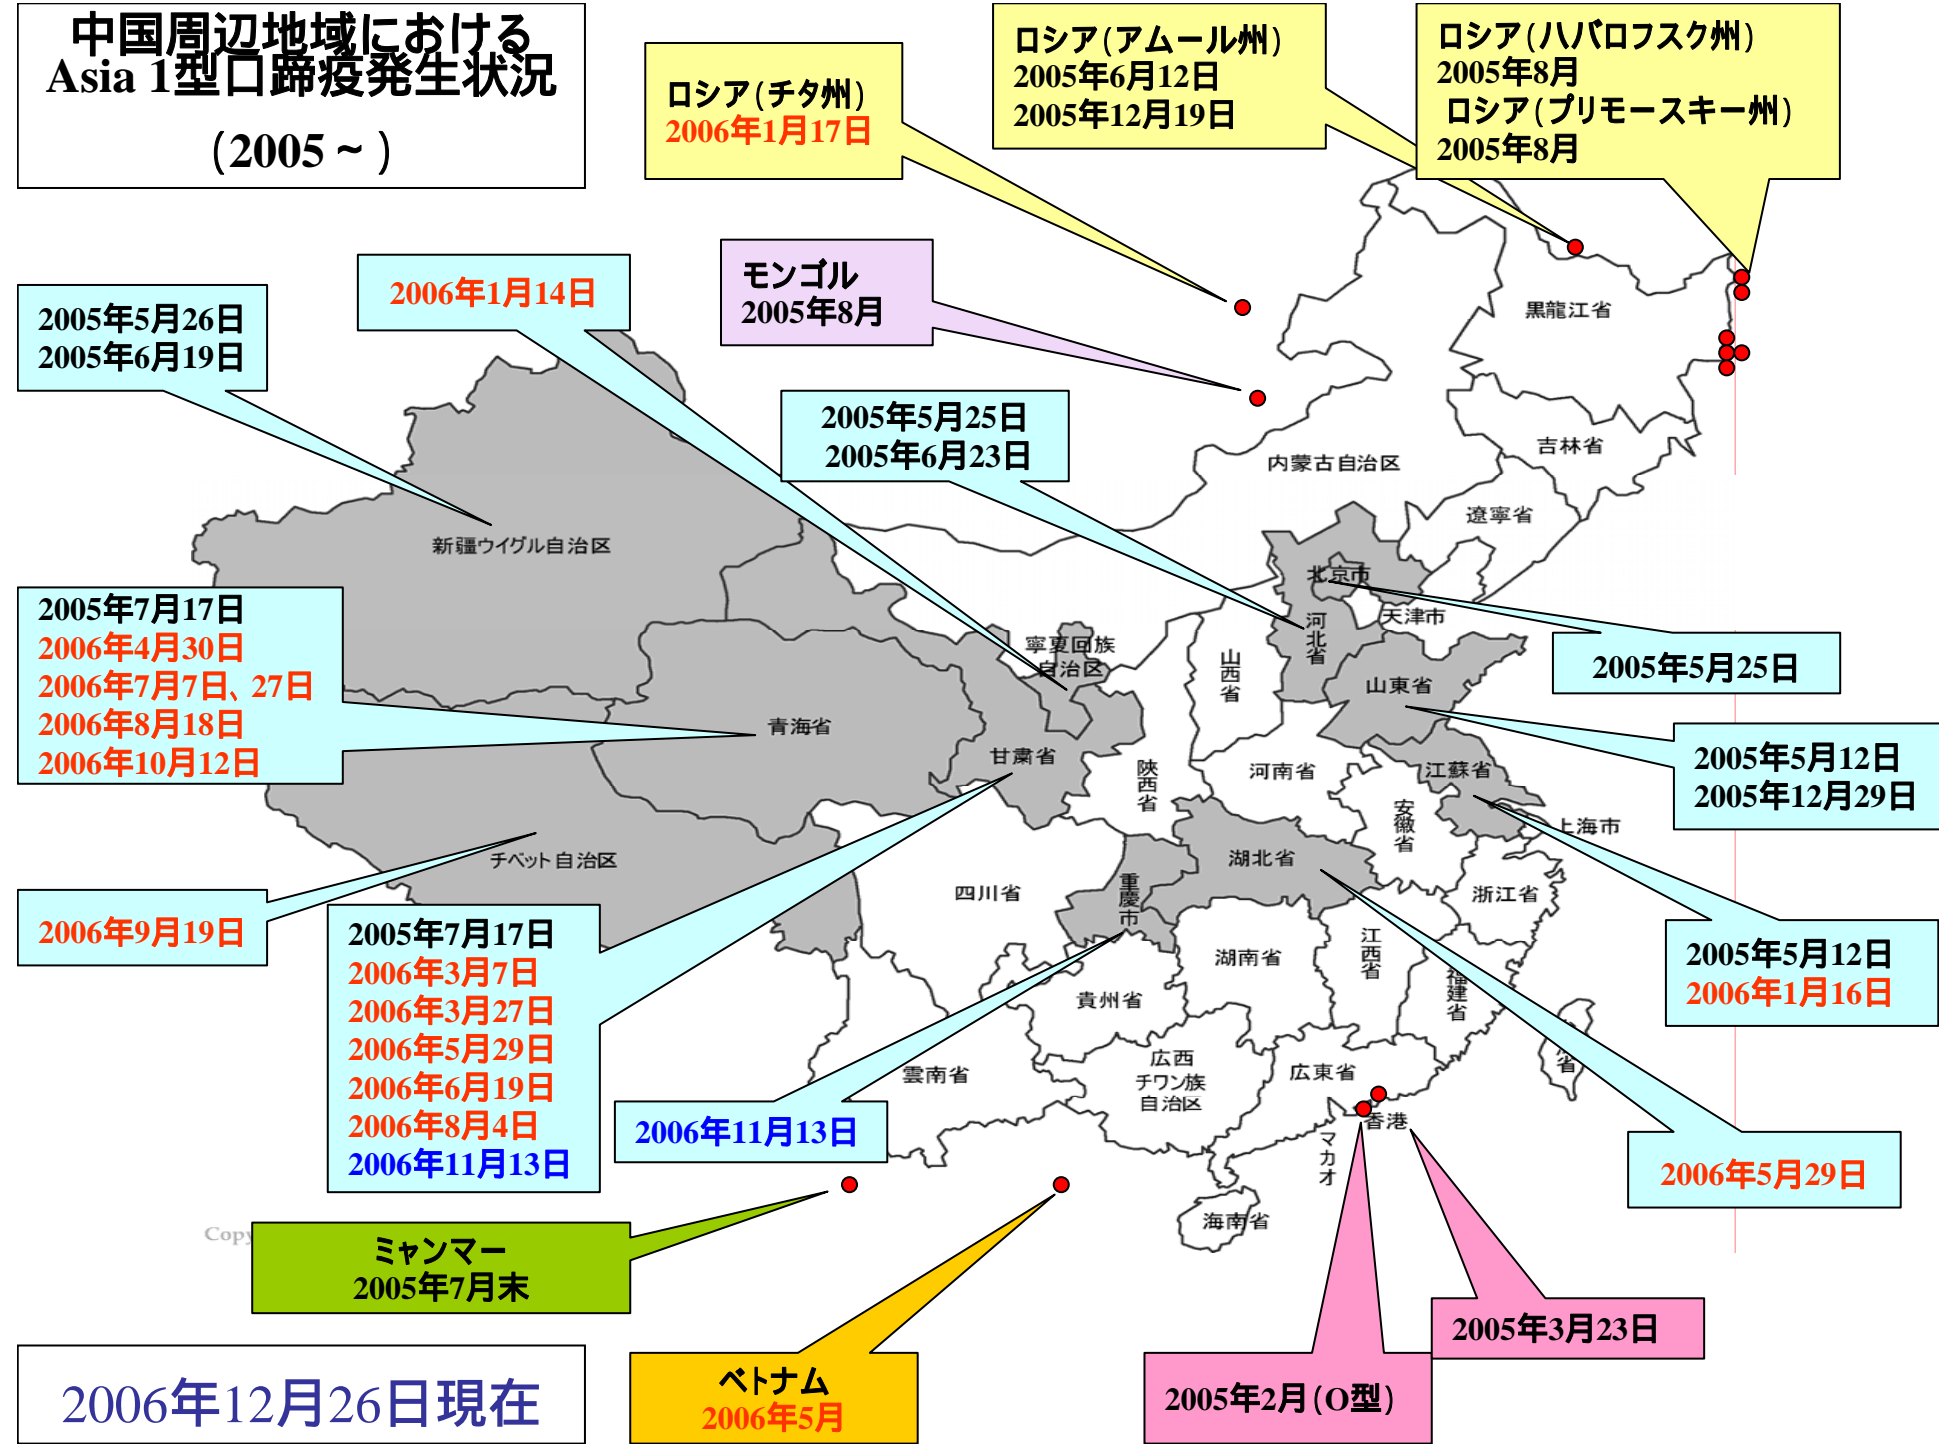 中国周辺地域における
Asia 1型口蹄疫発生状況
(2005~)
ロシア(チタ州)
2006年1月17日
ロシア(アムール州)
2005年6月12日
2005年12月19日
ロシア(ハバロフスク州)
2005年8月
ロシア(プリモースキー州)
2005年8月
2005年5月26日
2005年6月19日
2006年1月14日
モンゴル
2005年8月
2005年5月25日
2005年6月23日
黒龍江省
吉林省
内蒙古自治区
遼寧省
新疆ウイグル自治区
北京市
天津市
河北省
2005年7月17日
2006年4月30日
2006年7月7日、27日
2006年8月18日
2006年10月12日
寧夏回族
自治区
山西省
山東省
2005年5月25日
青海省
甘粛省
陝西省
河南省
江蘇省
2005年5月12日
2005年12月29日
安徽省
上海市
チベット自治区
四川省
重慶市
湖北省
浙江省
2006年9月19日
2005年7月17日
2006年3月7日
2006年3月27日
2006年5月29日
2006年6月19日
2006年8月4日
2006年11月13日
湖南省
江西省
福建省
2005年5月12日
2006年1月16日
貴州省
雲南省
広西
チワン族
自治区
広東省
省
香港
マカオ
2006年11月13日
2006年5月29日
海南省
Copy
ミャンマー
2005年7月末
ベトナム
2006年5月
2005年2月(O型)
2005年3月23日
2006年12月26日現在